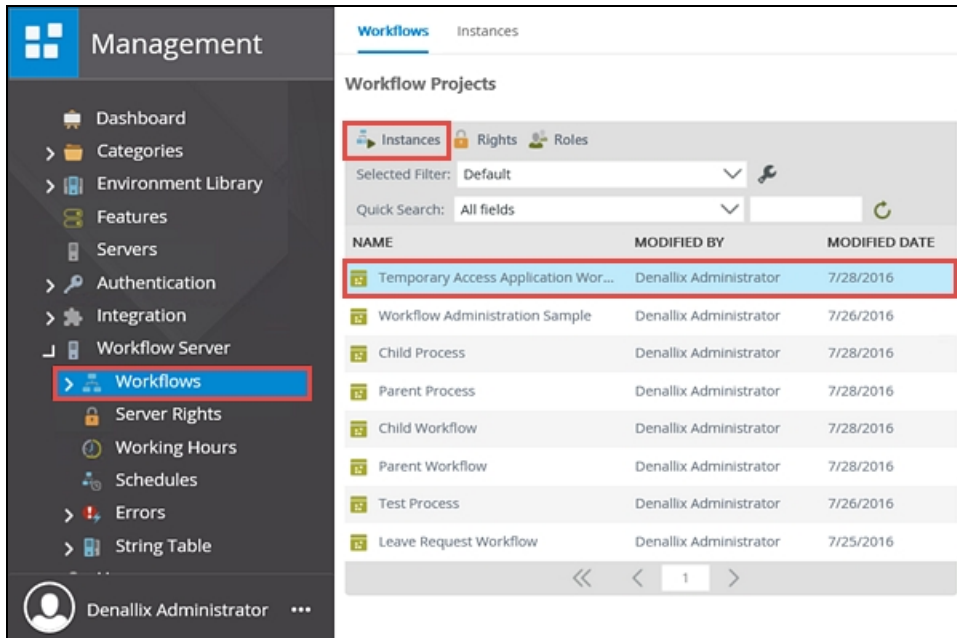 Management
Dashboard
Categories
Environment Library
Features
Servers
Authentication
Integration
Workflow Server
Workflows
Server Rights
Working Hours
Schedules
Errors
String Table
Denallix Administrator •••
Workflows Instances
Workflow Projects
Instances Rights Roles
Selected Filter: Default
Quick Search: All fields
NAME MODIFIED BY MODIFIED DATE
Temporary Access Application Wor... Denallix Administrator 7/28/2016
Workflow Administration Sample Denallix Administrator 7/26/2016
Child Process Denallix Administrator 7/28/2016
Parent Process Denallix Administrator 7/28/2016
Child Workflow Denallix Administrator 7/28/2016
Parent Workflow Denallix Administrator 7/28/2016
Test Process Denallix Administrator 7/26/2016
Leave Request Workflow Denallix Administrator 7/25/2016
1